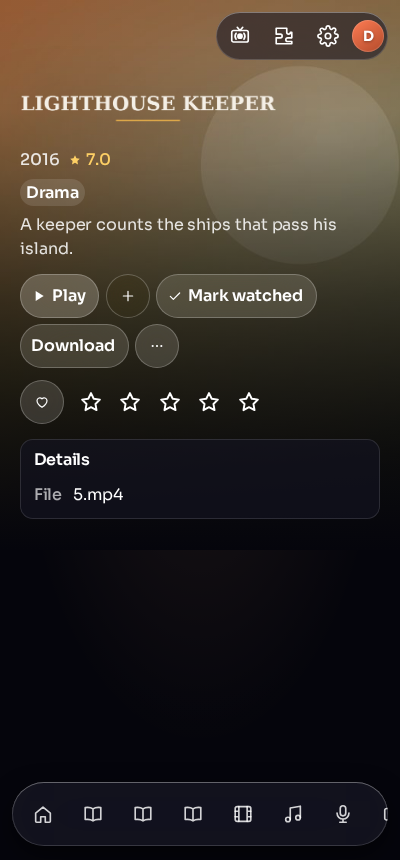 D
LIGHTHOUSE KEEPER
2016 ★ 7.0
Drama
A keeper counts the ships that pass his
island.
Play + Mark watched
Download ...
Details
File 5.mp4